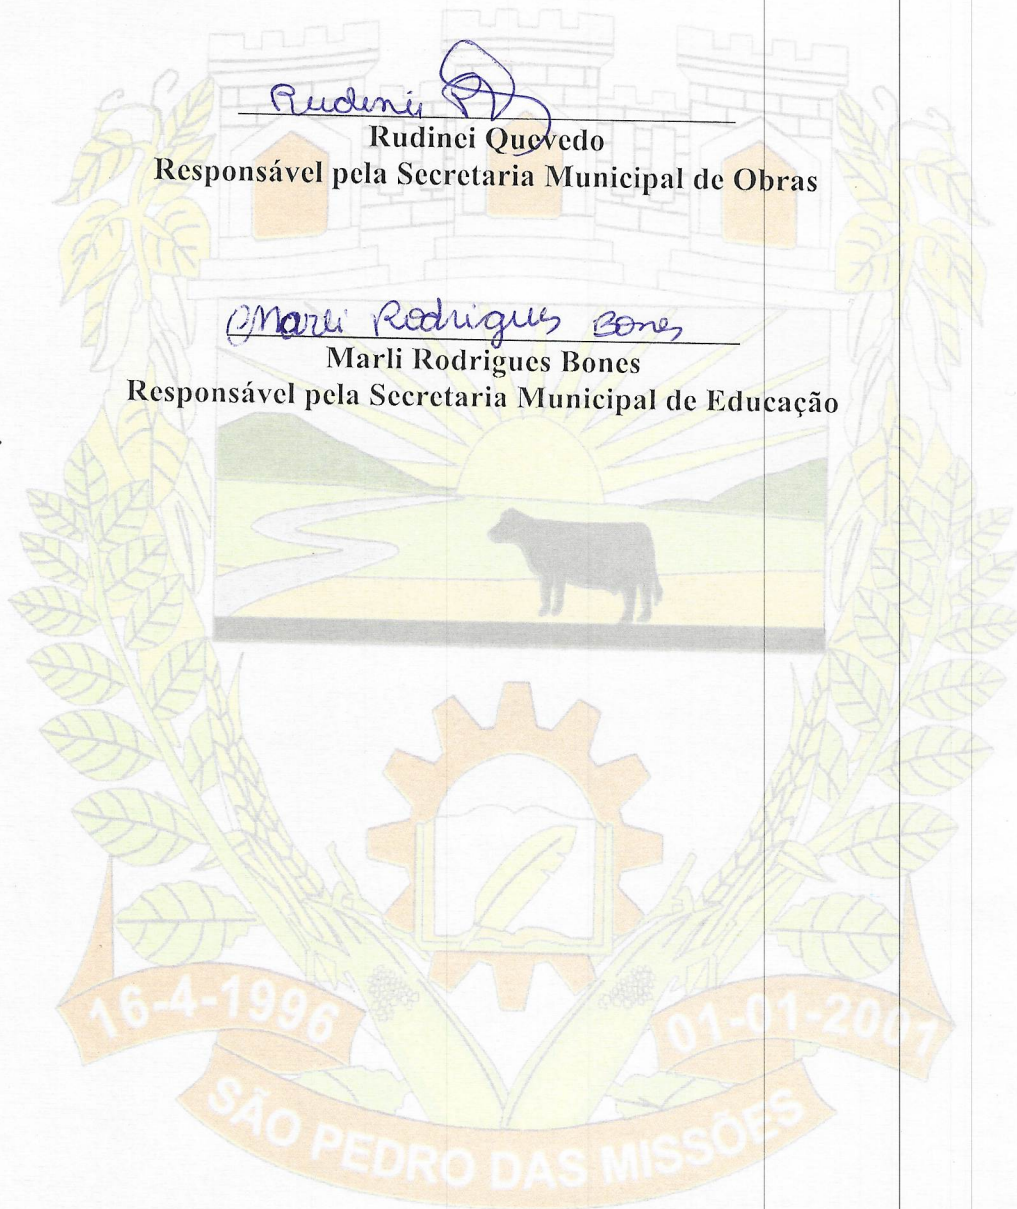 Rudinei
Rudinei Quevedo
Responsável pela Secretaria Municipal de Obras
Marli Rodrigues Bones
Marli Rodrigues Bones
Responsável pela Secretaria Municipal de Educação
16-4-1996
01-01-2001
SÃO PEDRO DAS MISSÕES